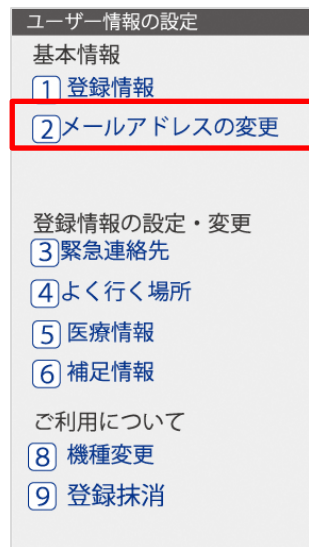 ユーザー情報の設定
基本情報
1 登録情報
2 メールアドレスの変更
登録情報の設定・変更
3 緊急連絡先
4 よく行く場所
5 医療情報
6 補足情報
ご利用について
8 機種変更
9 登録抹消